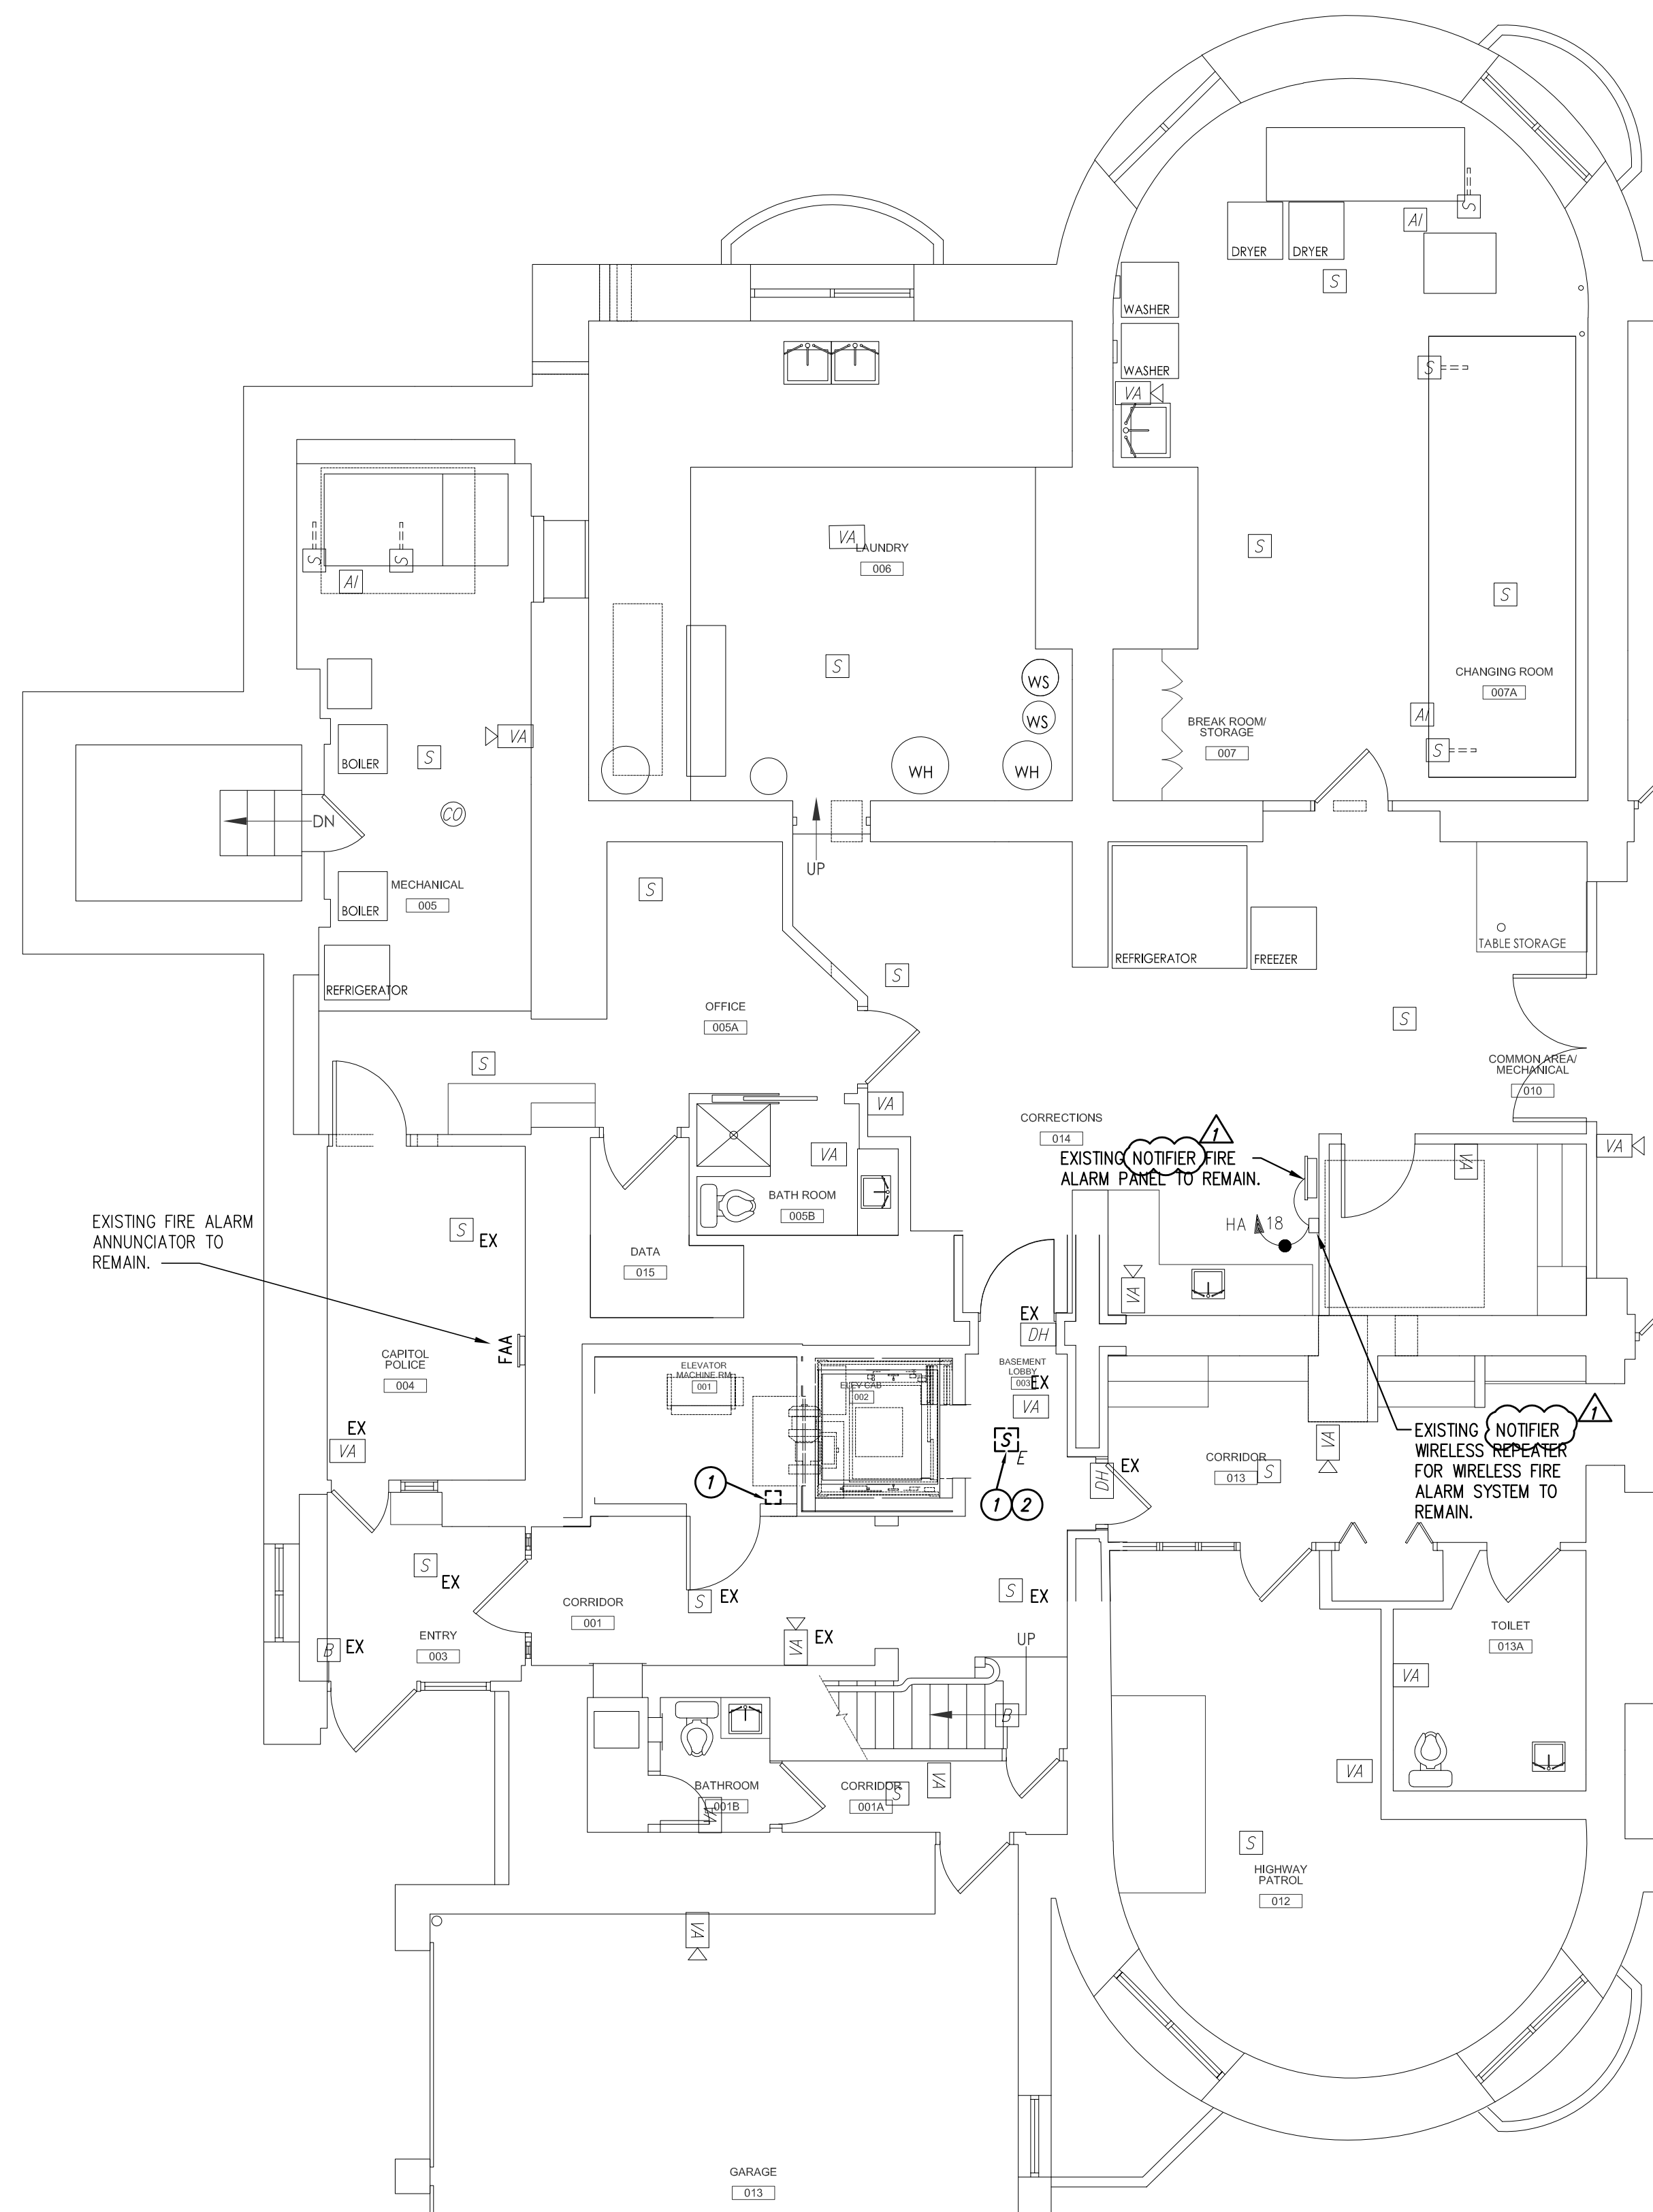 DRYER
DRYER
AI
S
S
WASHER
WASHER
VA
S
VA
LAUNDRY
006
S
S
S
S
AI
S
WS
WS
CHANGING ROOM
007A
AI
S
BREAK ROOM/
STORAGE
007
VA
S
BOILER
WH
WH
CO
DN
UP
MECHANICAL
005
BOILER
S
REFRIGERATOR
REFRIGERATOR
FREEZER
TABLE STORAGE
S
OFFICE
005A
S
S
COMMON AREA/
MECHANICAL
010
VA
CORRECTIONS
014
VA
EXISTING NOTIFIER FIRE
ALARM PANEL TO REMAIN.
1
VA
VA
BATH ROOM
005B
HA 18
EXISTING FIRE ALARM
ANNUNCIATOR TO
REMAIN.
S
EX
DATA
015
VA
EX
DH
FAA
CAPITOL
POLICE
004
ELEVATOR
MACHINE RM
001
ELEV CAB
002
BASEMENT
LOBBY
003
EX
VA
EX
VA
S
E
1
1
2
DH
EX
CORRIDOR
013
S
VA
EXISTING NOTIFIER
WIRELESS REPEATER
FOR WIRELESS FIRE
ALARM SYSTEM TO
REMAIN.
1
S
EX
S
EX
S
EX
CORRIDOR
001
VA
EX
UP
ENTRY
003
B
EX
TOILET
013A
VA
B
BATHROOM
001B
CORRIDOR
001A
S
VA
VA
S
HIGHWAY
PATROL
012
VA
GARAGE
013